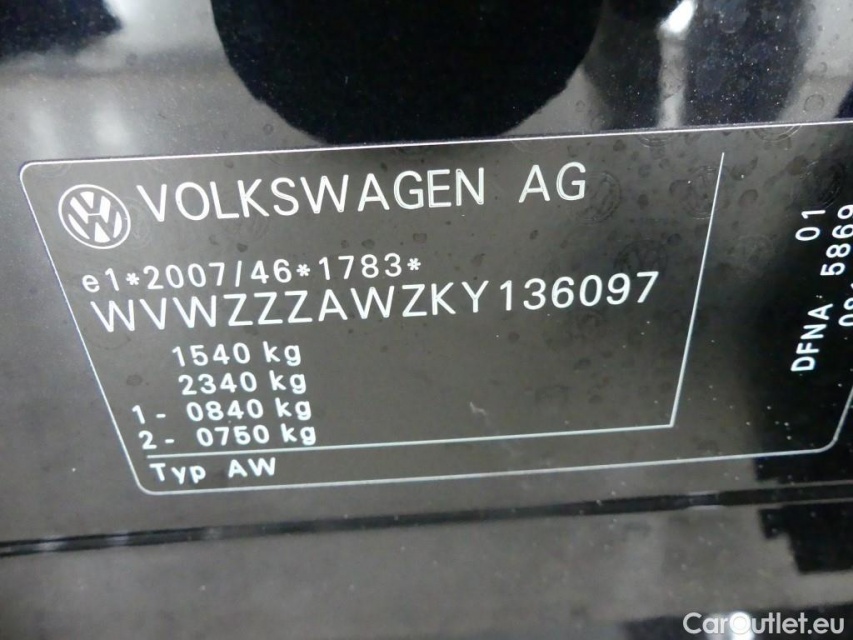 VOLKSWAGEN AG
e1*2007/46*1783*
WVWZZZAWZKY136097
1540 kg
2340 kg
1 - 0840 kg
2 - 0750 kg
Typ AW
01
DFNA 5869
CarOutlet.eu